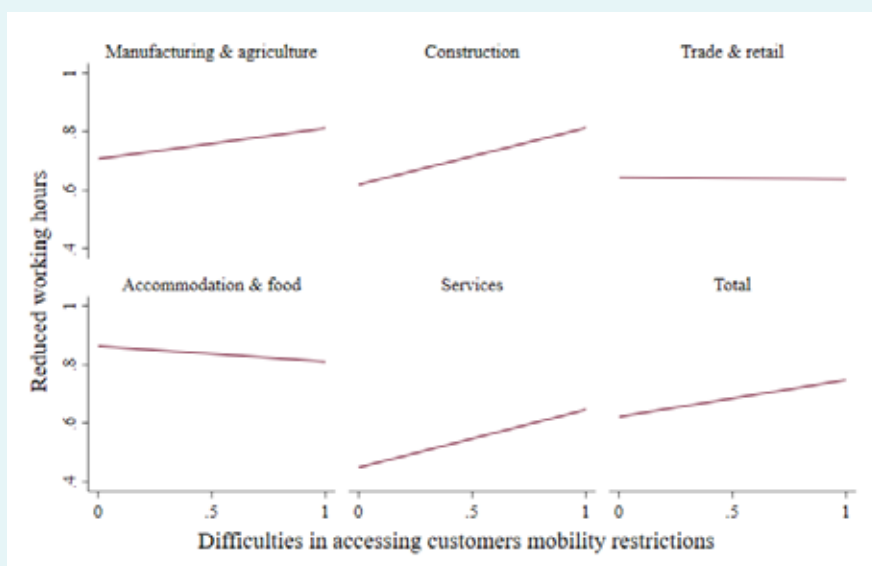 Manufacturing & agriculture
Construction
Trade & retail
1
.8
.6
.4
Accommodation & food
Services
Total
1
.8
.6
.4
Reduced working hours
0
.5
1
0
.5
1
0
.5
1
Difficulties in accessing customers mobility restrictions